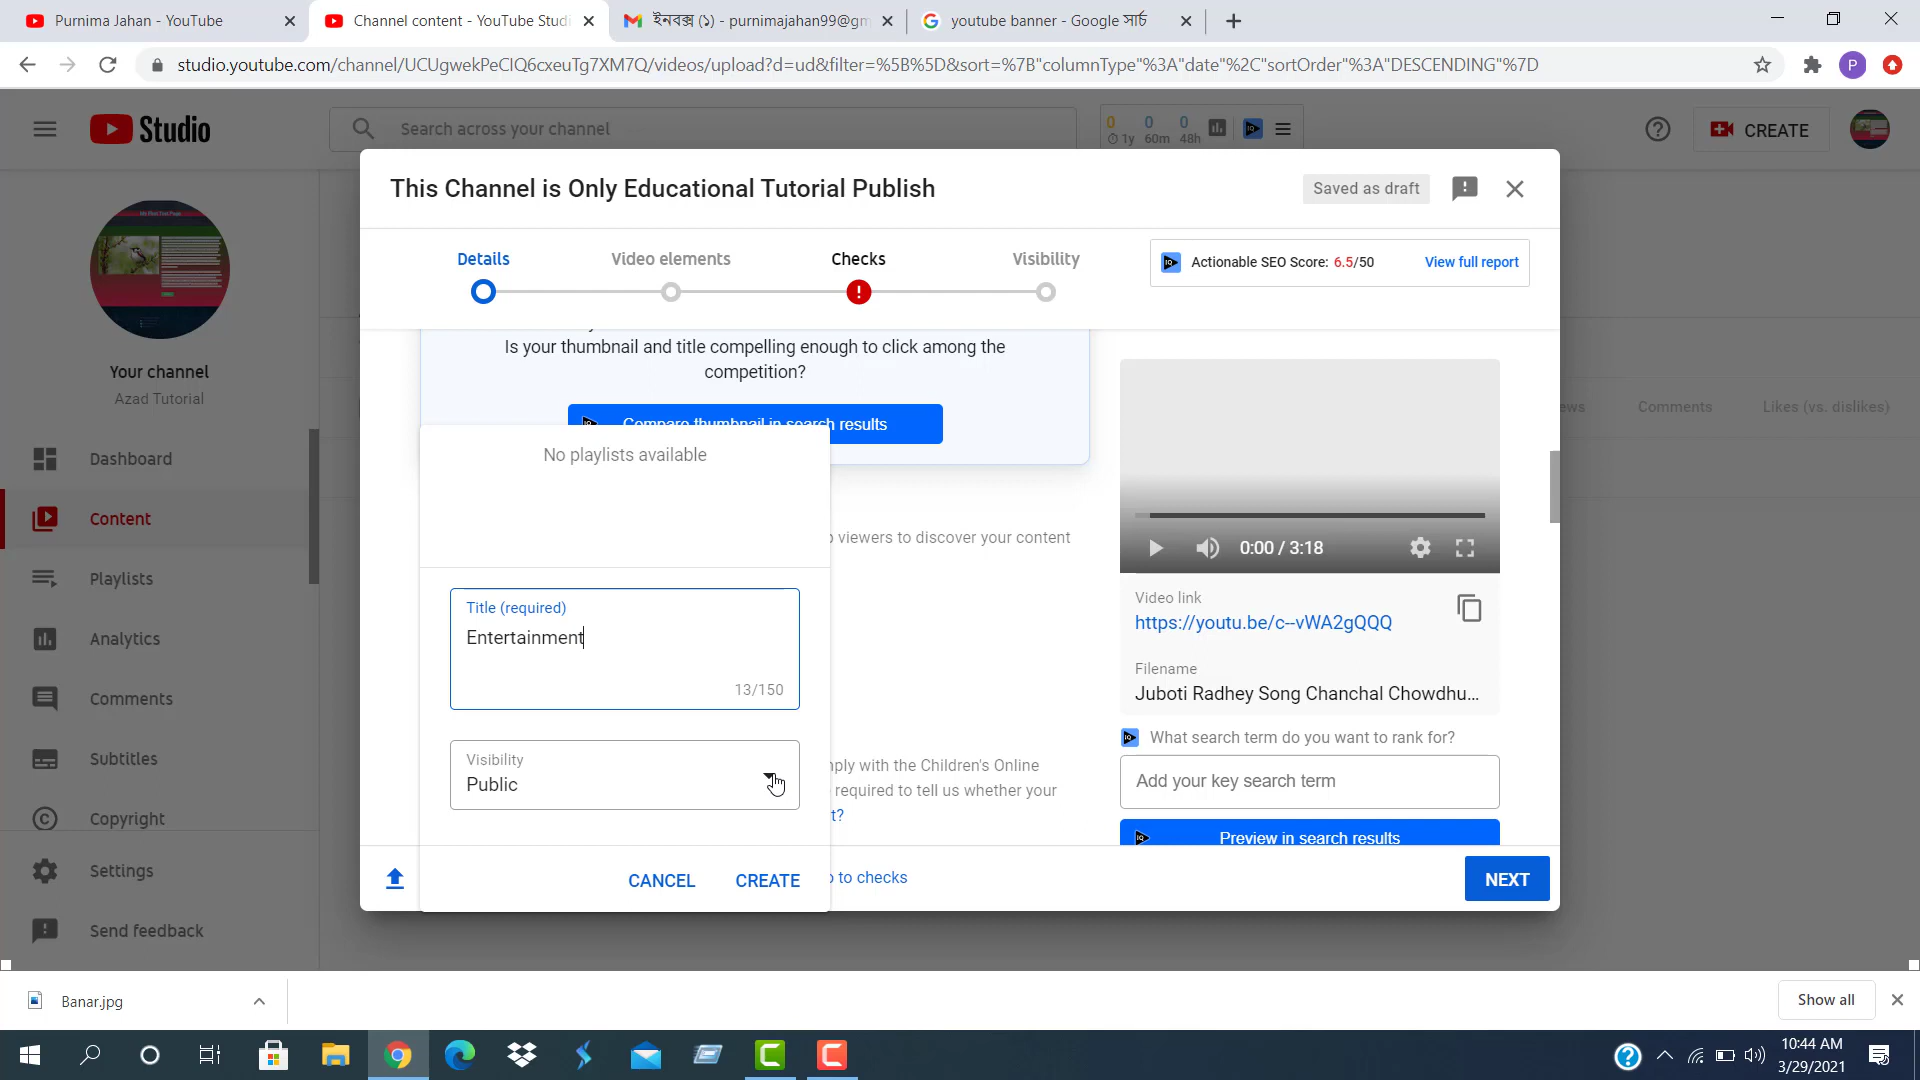 Purnima Jahan - YouTube
Channel content - YouTube Studi
ইনবক্স (১) - purnimajahan99@gm
youtube banner - Google সার্চ
studio.youtube.com/channel/UCUgwekPeCIQ6cxeuTg7XM7Q/videos/upload?d=ud&filter=%5B%5D&sort=%7B"columnType"%3A"date"%2C"sortOrder"%3A"DESCENDING"%7D
P
Studio
Search across your channel
0 0 0
1y 60m 48h
CREATE
This Channel is Only Educational Tutorial Publish
Saved as draft
Details
Video elements
Checks
Visibility
Actionable SEO Score: 6.5/50
View full report
Is your thumbnail and title compelling enough to click among the
competition?
Compare thumbnail in search results
Your channel
Azad Tutorial
Dashboard
Content
Playlists
Analytics
Comments
Subtitles
Copyright
Settings
Send feedback
ews
Comments
Likes (vs. dislikes)
No playlists available
viewers to discover your content
Title (required)
Entertainment
13/150
Visibility
Public
mply with the Children's Online
required to tell us whether your
t?
CANCEL
CREATE
to checks
0:00 / 3:18
Video link
https://youtu.be/c--vWA2gQQQ
Filename
Juboti Radhey Song Chanchal Chowdhu...
What search term do you want to rank for?
Add your key search term
Preview in search results
NEXT
Banar.jpg
Show all
10:44 AM
3/29/2021